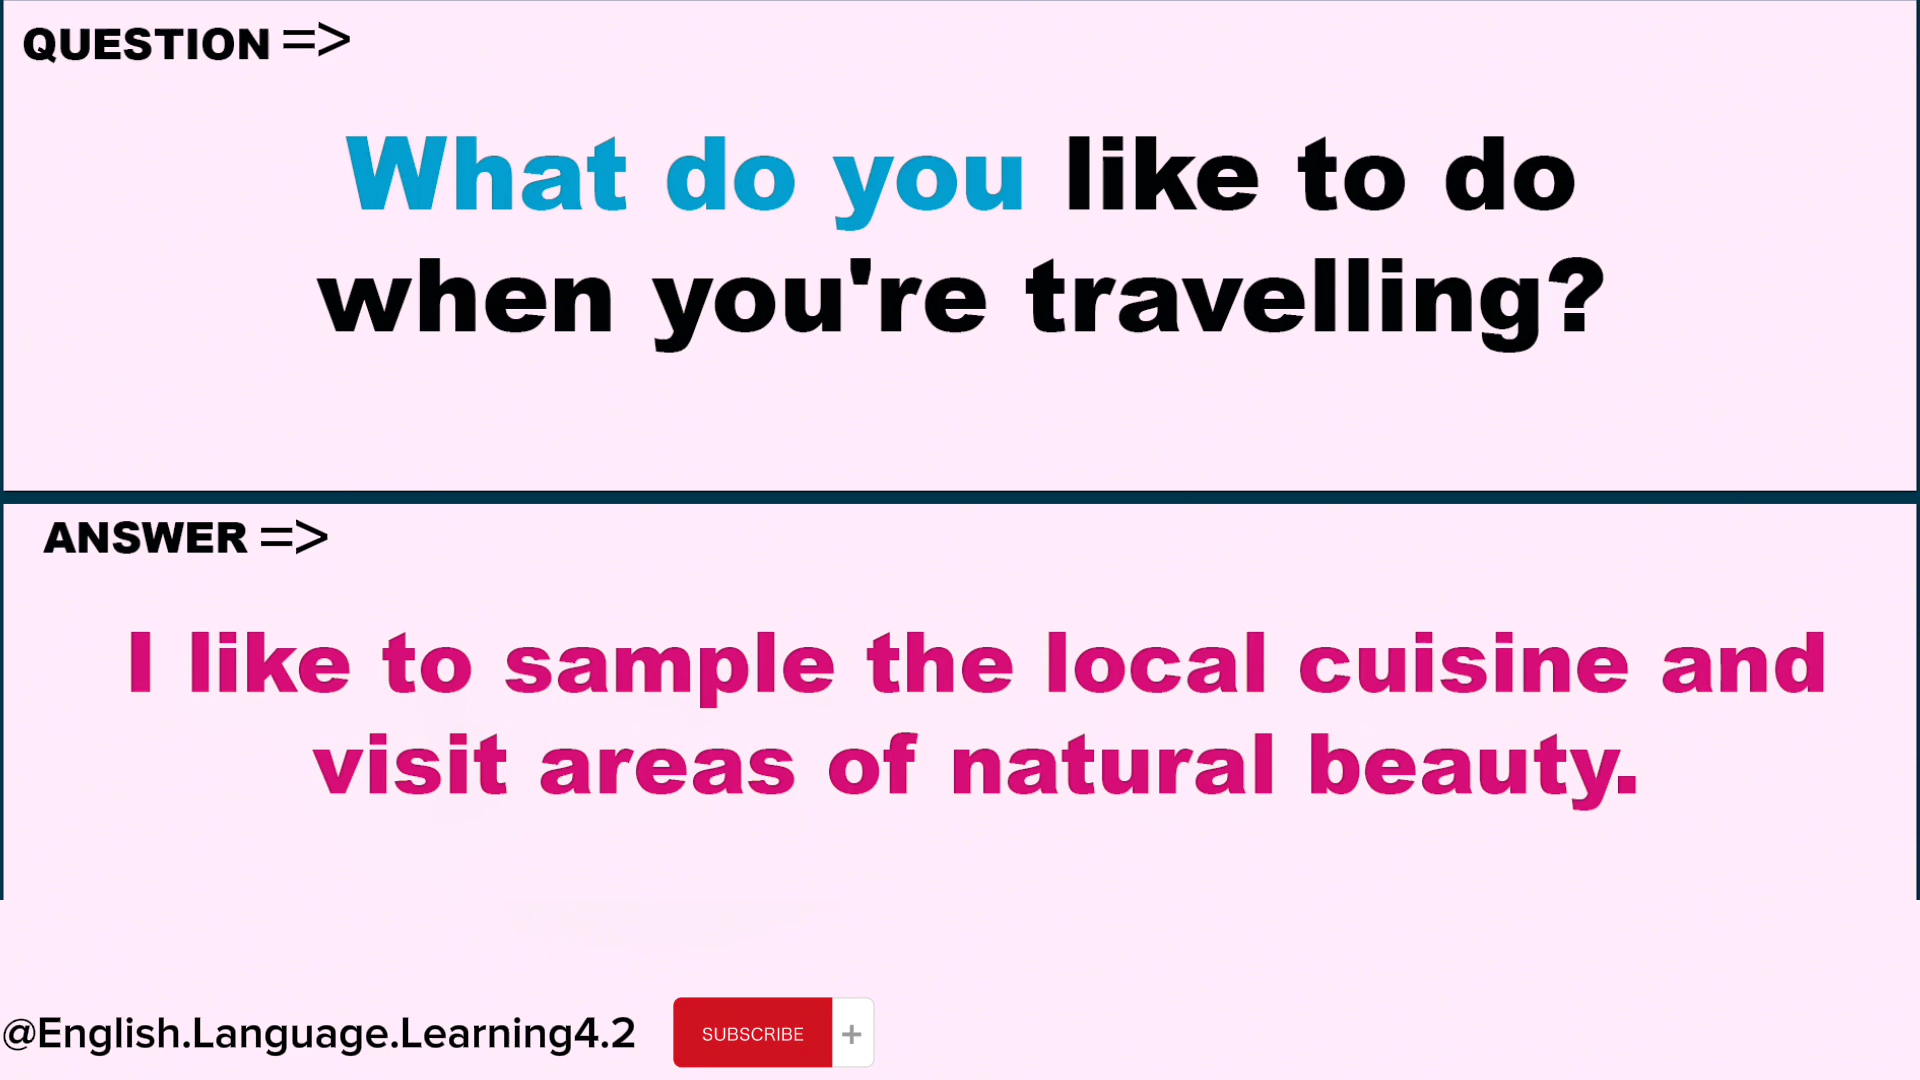 QUESTION =>
What do you like to do
when you're travelling?
ANSWER =>
I like to sample the local cuisine and
visit areas of natural beauty.
@English.Language.Learning4.2
SUBSCRIBE +